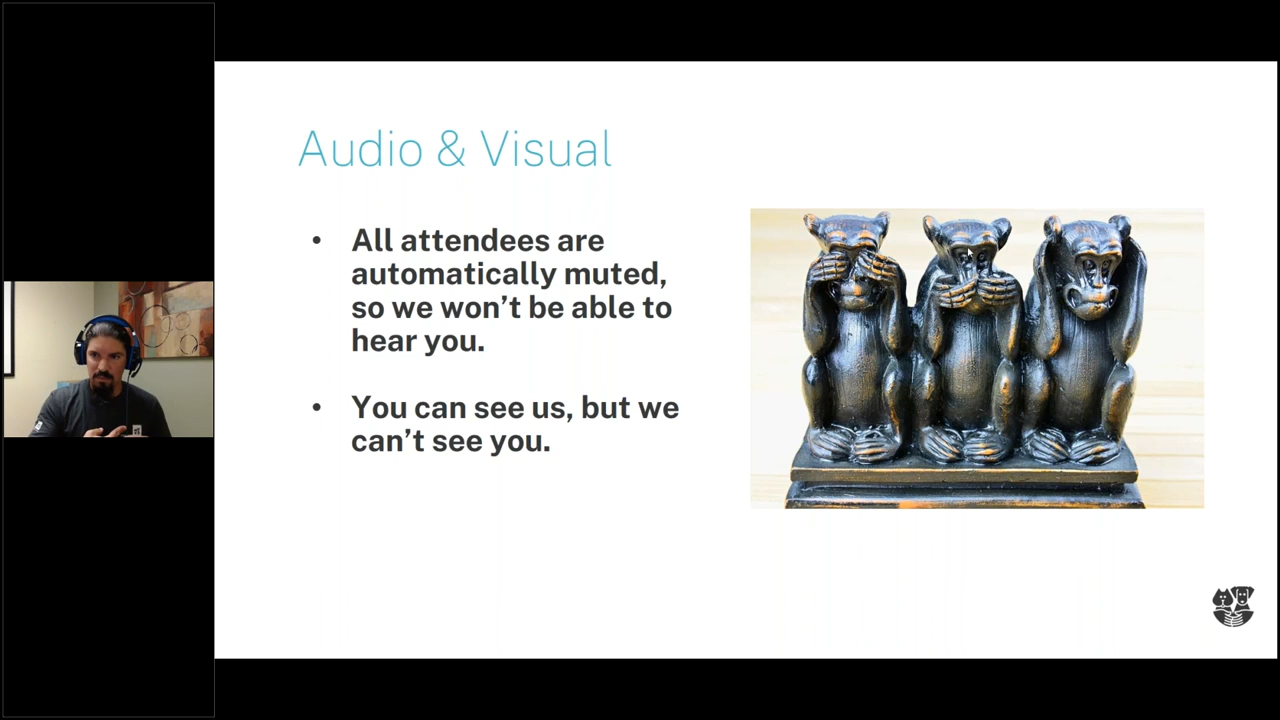 Audio & Visual
• All attendees are
automatically muted,
so we won’t be able to
hear you.
• You can see us, but we
can’t see you.